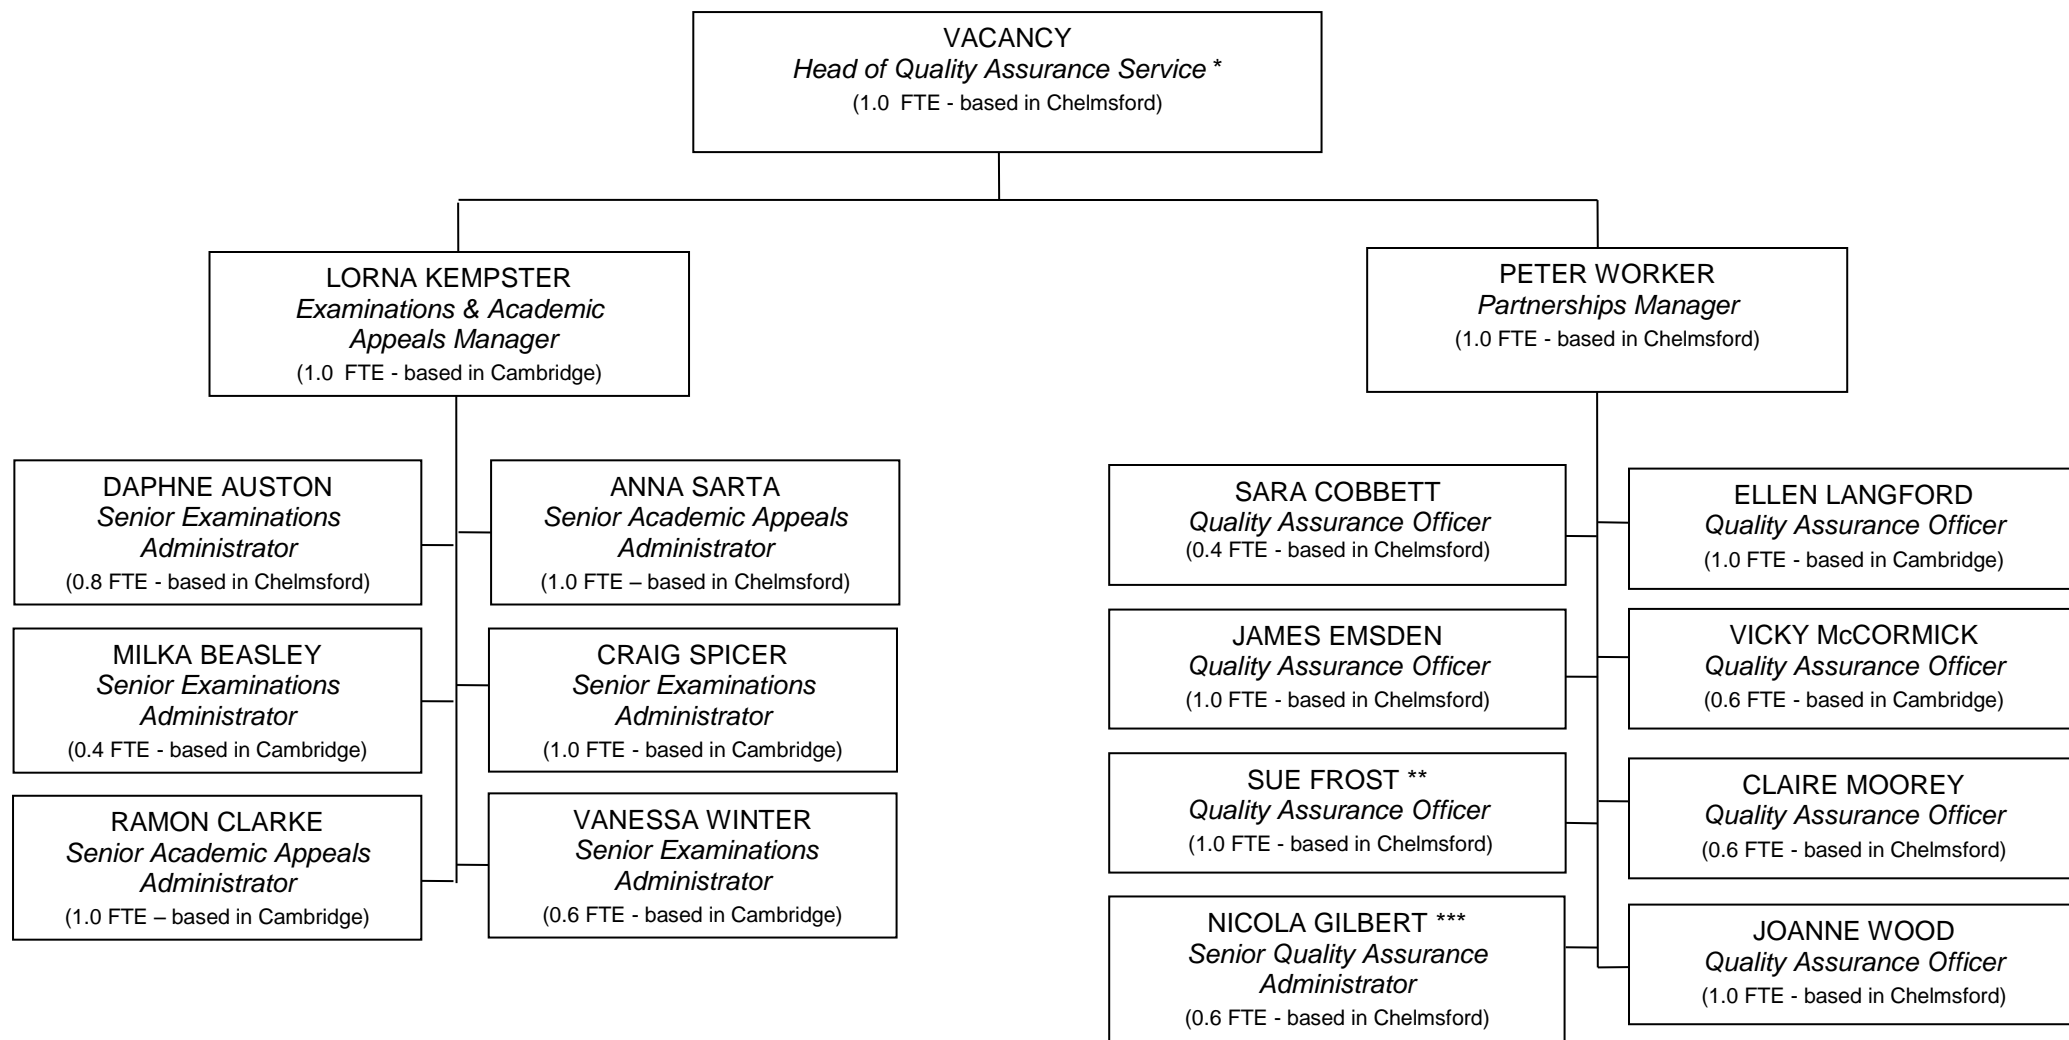 VACANCY
Head of Quality Assurance Service *
(1.0 FTE - based in Chelmsford)
LORNA KEMPSTER
Examinations & Academic
Appeals Manager
(1.0 FTE - based in Cambridge)
PETER WORKER
Partnerships Manager
(1.0 FTE - based in Chelmsford)
DAPHNE AUSTON
Senior Examinations
Administrator
(0.8 FTE - based in Chelmsford)
ANNA SARTA
Senior Academic Appeals
Administrator
(1.0 FTE – based in Chelmsford)
MILKA BEASLEY
Senior Examinations
Administrator
(0.4 FTE - based in Cambridge)
CRAIG SPICER
Senior Examinations
Administrator
(1.0 FTE - based in Cambridge)
RAMON CLARKE
Senior Academic Appeals
Administrator
(1.0 FTE – based in Cambridge)
VANESSA WINTER
Senior Examinations
Administrator
(0.6 FTE - based in Cambridge)
SARA COBBETT
Quality Assurance Officer
(0.4 FTE - based in Chelmsford)
ELLEN LANGFORD
Quality Assurance Officer
(1.0 FTE - based in Cambridge)
JAMES EMSDEN
Quality Assurance Officer
(1.0 FTE - based in Chelmsford)
VICKY McCORMICK
Quality Assurance Officer
(0.6 FTE - based in Cambridge)
SUE FROST **
Quality Assurance Officer
(1.0 FTE - based in Chelmsford)
CLAIRE MOOREY
Quality Assurance Officer
(0.6 FTE - based in Chelmsford)
NICOLA GILBERT ***
Senior Quality Assurance
Administrator
(0.6 FTE - based in Chelmsford)
JOANNE WOOD
Quality Assurance Officer
(1.0 FTE - based in Chelmsford)